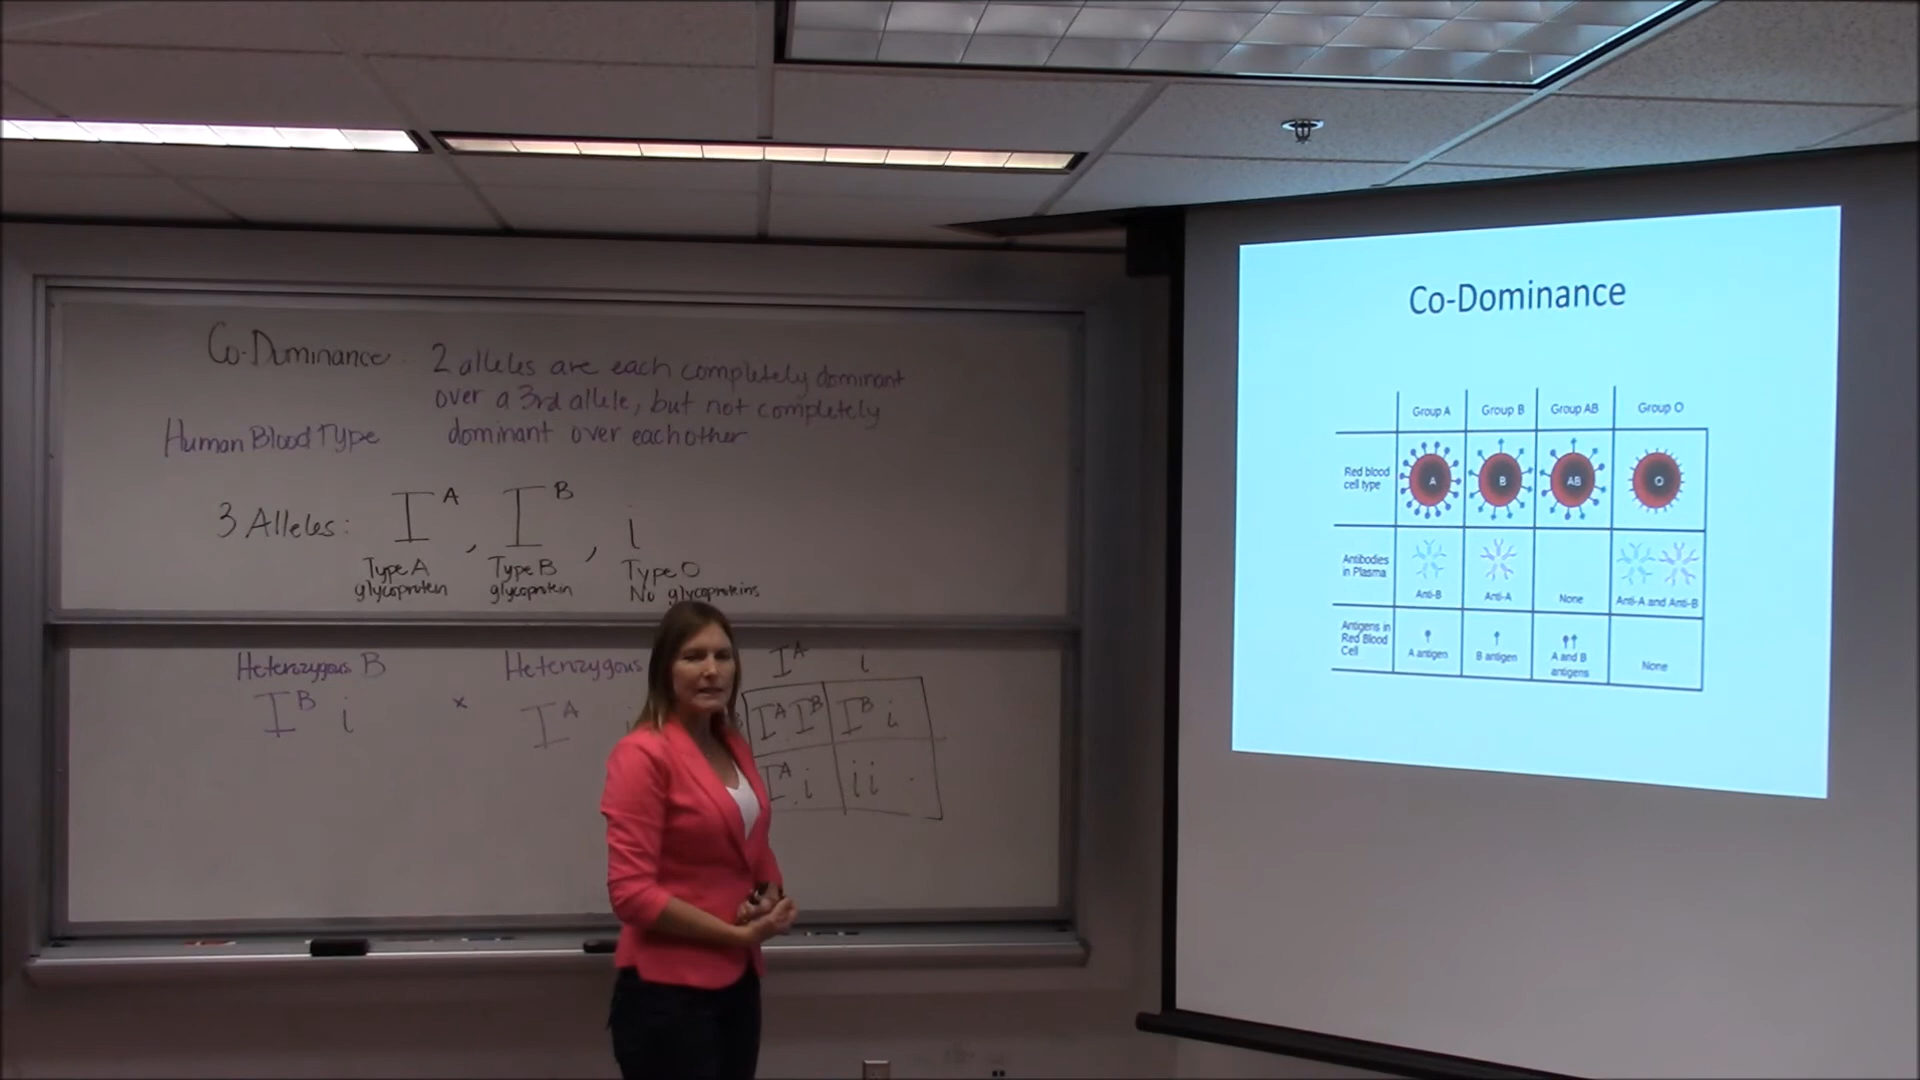 Co-Dominance 2 alleles are each completely dominant
over a 3rd allele, but not completely
Human Blood Type dominant over eachother
3 Alleles: I^A, I^B, i
Type A Type B Type O
glycoprotein glycoprotein No glycoproteins
Heterozygous B Heterozygous
I^B i x I^A
I^A i
I^A I^B I^B i
I^A i ii
Co-Dominance
Group A Group B Group AB Group O
Red blood
cell type
A B AB O
Antibodies
in Plasma
Anti-B Anti-A None Anti-A and Anti-B
Antigens in
Red Blood
Cell
A antigen B antigen A and B
antigens
None